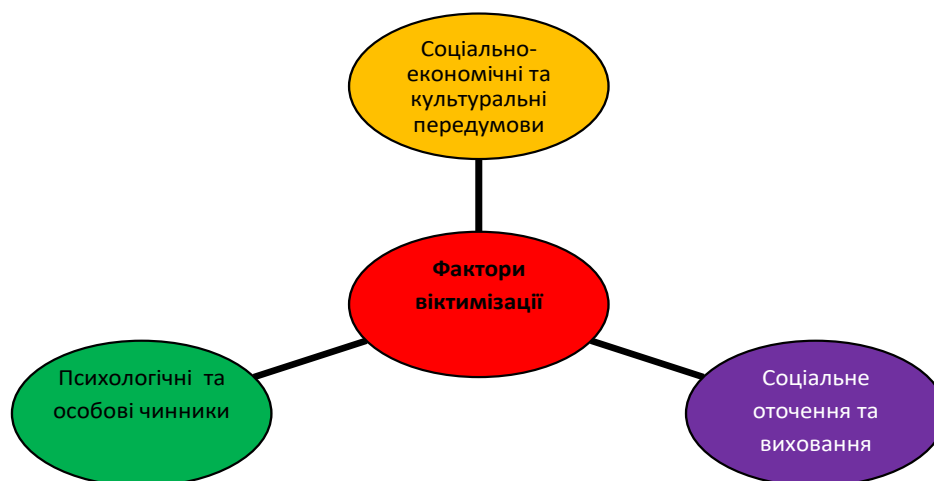 Соціально-
економічні та
культуральні
передумови
Фактори
віктимізації
Психологічні та
особові чинники
Соціальне
оточення та
виховання